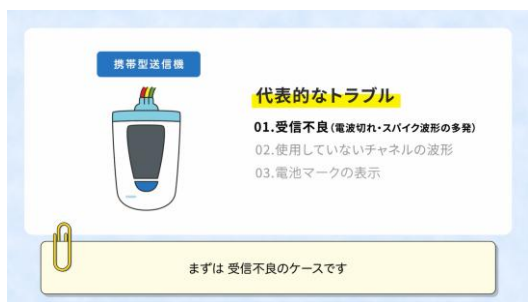 携帯型送信機
代表的なトラブル
01.受信不良(電波切れ・スパイク波形の多発)
02.使用していないチャネルの波形
03.電池マークの表示
まずは 受信不良のケースです